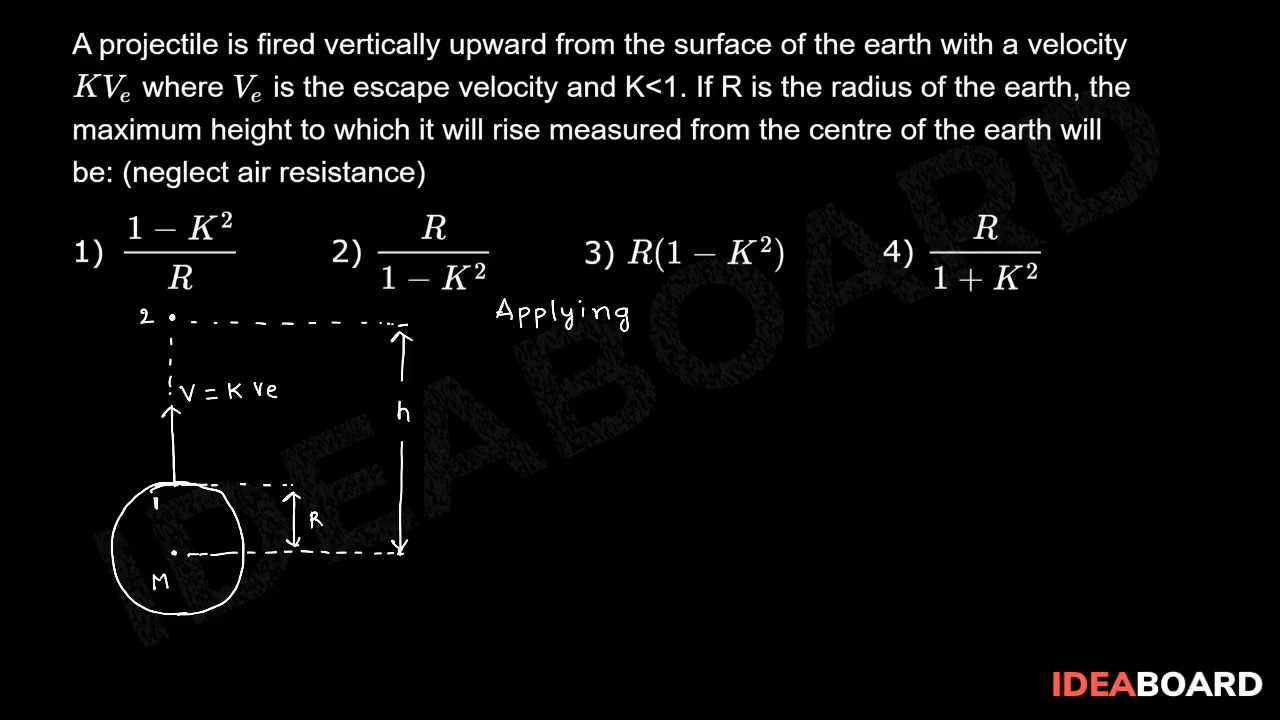 A projectile is fired vertically upward from the surface of the earth with a velocity
KVₑ where Vₑ is the escape velocity and K<1. If R is the radius of the earth, the
maximum height to which it will rise measured from the centre of the earth will
be: (neglect air resistance)
1) (1 − K²)/R 2) R/(1 − K²) 3) R(1 − K²) 4) R/(1 + K²)
2
Applying
V = K Ve
h
1
R
M
IDEABOARD
IDEABOARD